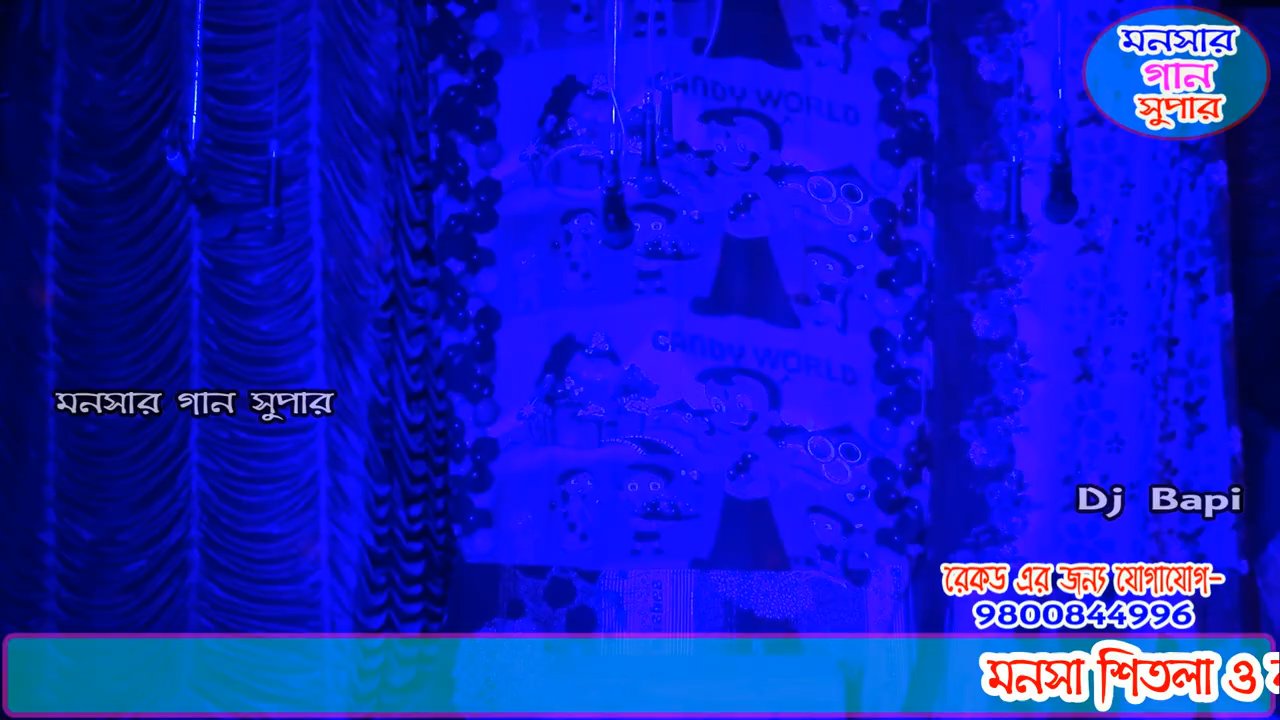 মনসার
গান
সুপার
CANDY WORLD
CANDY WORLD
মনসার গান সুপার
Dj Bapi
রেকড এর জন্য যোগাযোগ-
9800844996
মনসা শিতলা ও